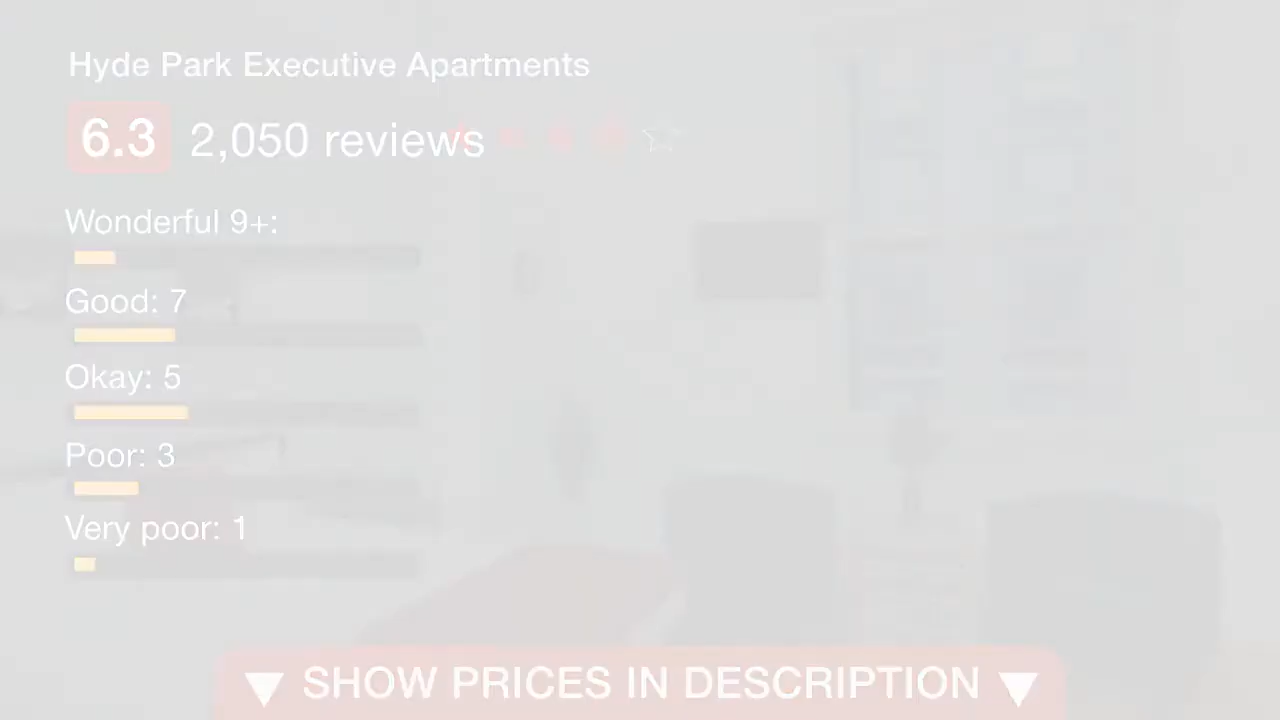 Hyde Park Executive Apartments
6.3 2,050 reviews
Wonderful 9+:
Good: 7
Okay: 5
Poor: 3
Very poor: 1
SHOW PRICES IN DESCRIPTION